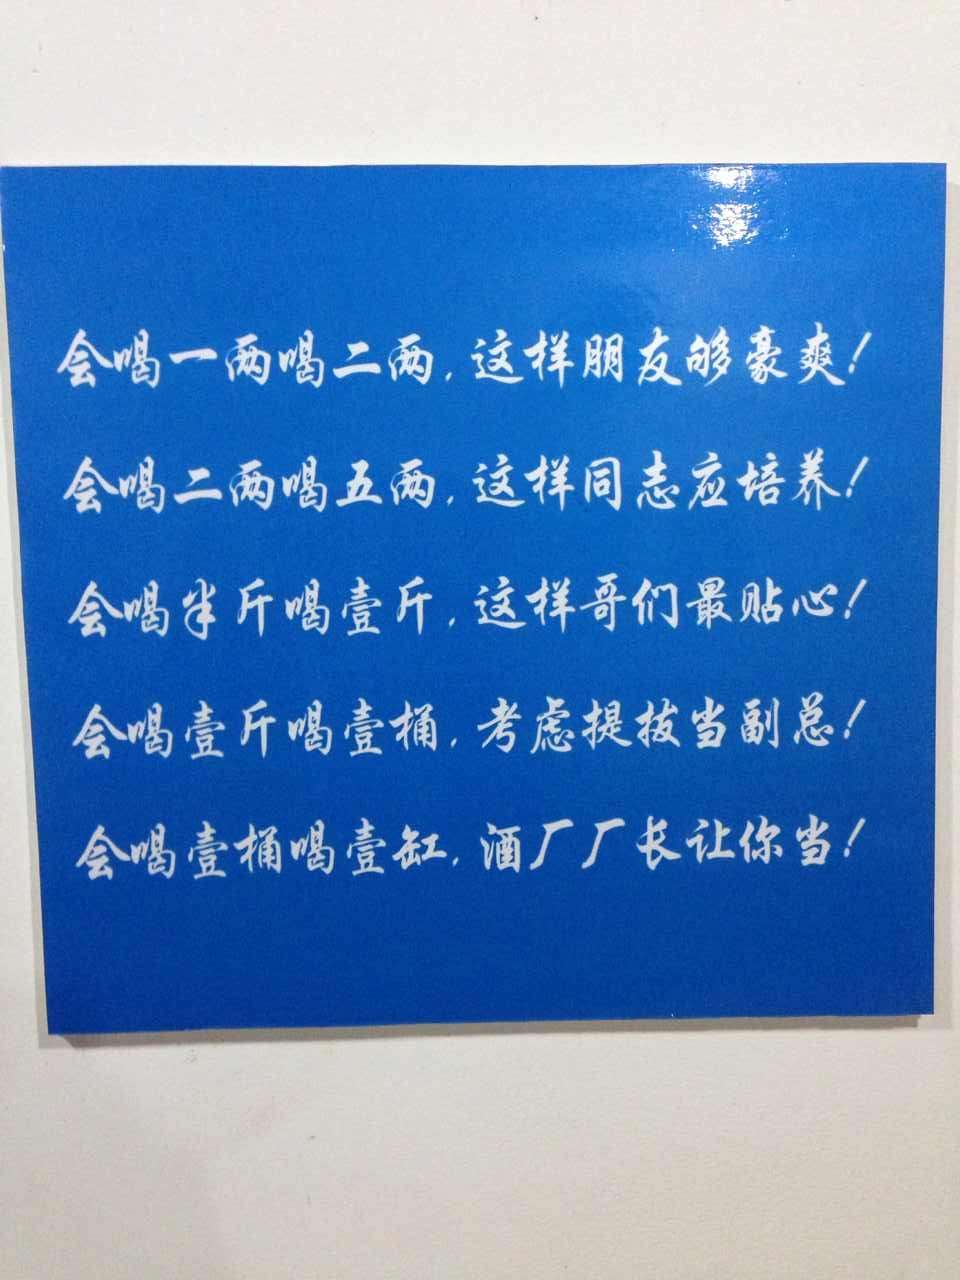 会喝一两喝二两,这样朋友够豪爽!
会喝二两喝五两,这样同志应培养!
会喝半斤喝壹斤,这样哥们最贴心!
会喝壹斤喝壹桶,考虑提拔当副总!
会喝壹桶喝壹缸,酒厂厂长让你当!